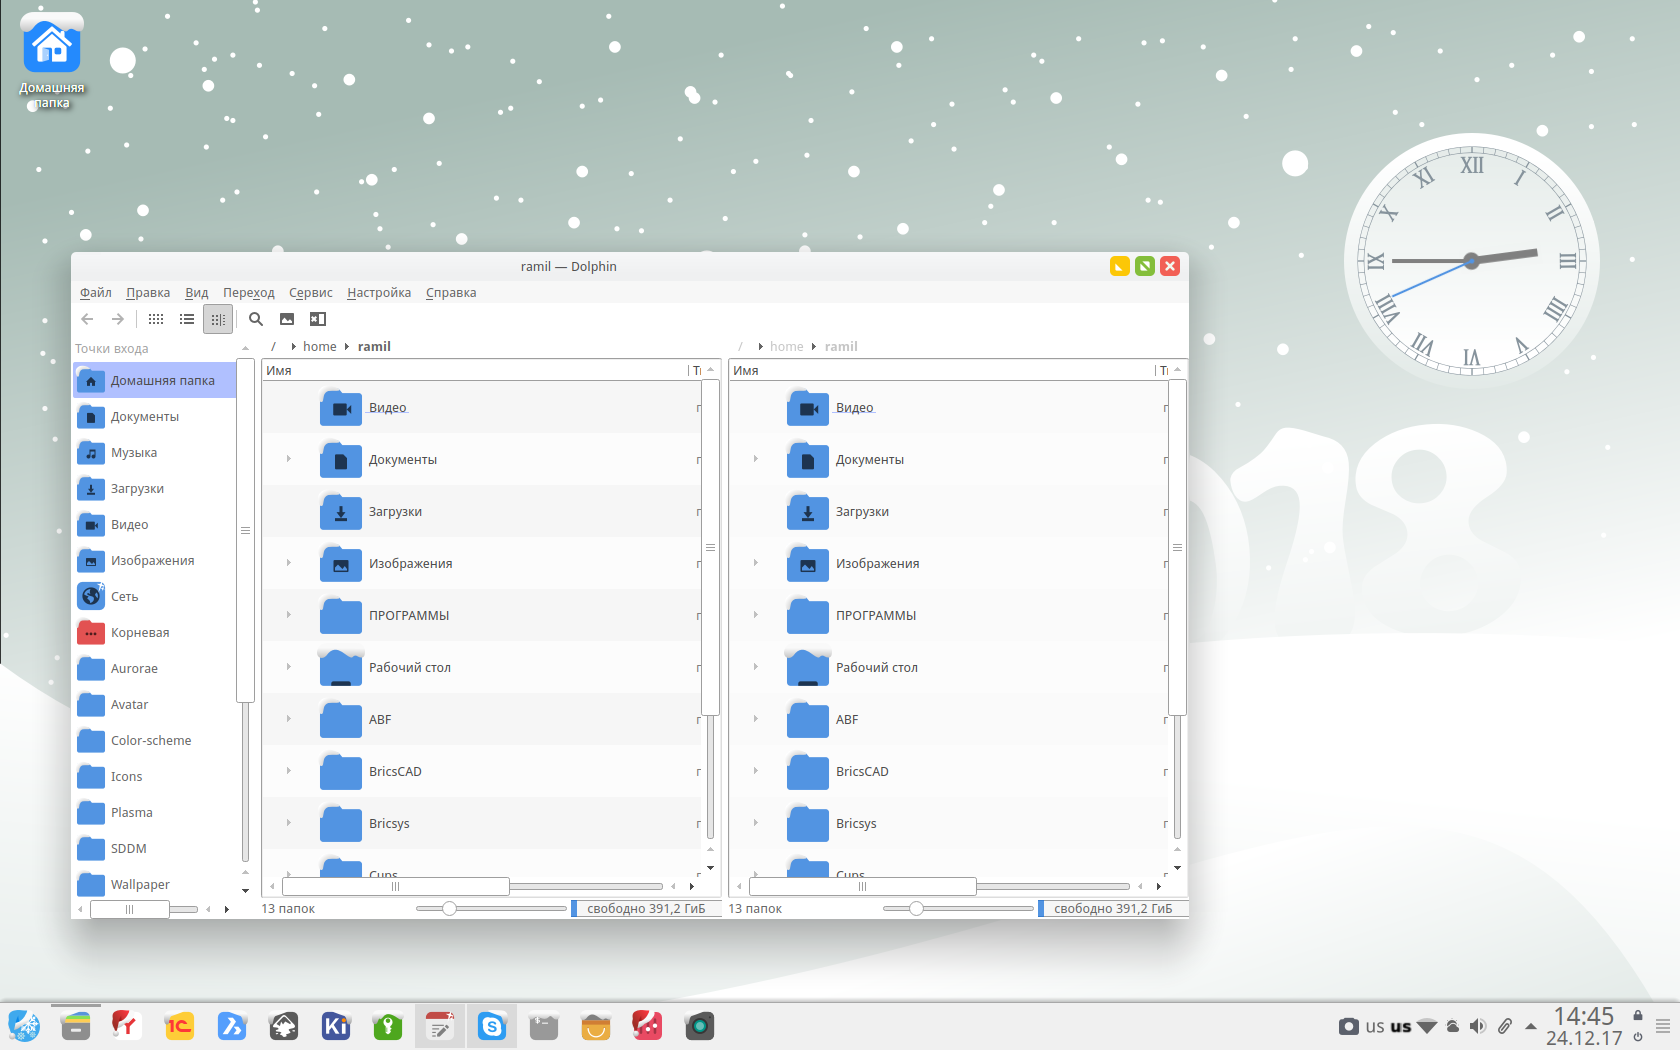 Домашняя
папка
XII
I
II
III
IIII
V
VI
VII
VIII
IX
X
XI
2018
ramil — Dolphin
Файл Правка Вид Переход Сервис Настройка Справка
Точки входа
Домашняя папка
Документы
Музыка
Загрузки
Видео
Изображения
Сеть
Корневая
Aurorae
Avatar
Color-scheme
Icons
Plasma
SDDM
Wallpaper
/ home ramil
Имя
Видео
Документы
Загрузки
Изображения
ПРОГРАММЫ
Рабочий стол
ABF
BricsCAD
Bricsys
Cups
13 папок свободно 391,2 ГиБ
/ home ramil
Имя
Видео
Документы
Загрузки
Изображения
ПРОГРАММЫ
Рабочий стол
ABF
BricsCAD
Bricsys
Cups
13 папок свободно 391,2 ГиБ
Y 1C Ki S
us us 14:45
24.12.17